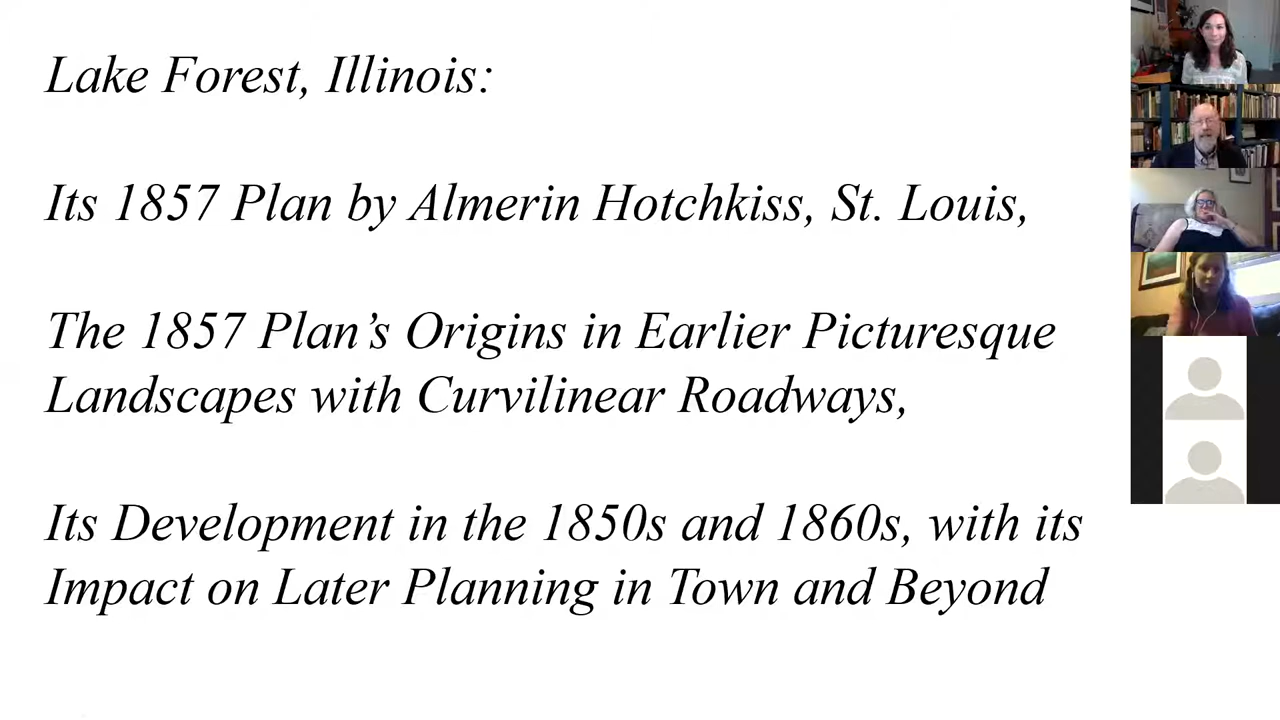 Lake Forest, Illinois:
Its 1857 Plan by Almerin Hotchkiss, St. Louis,
The 1857 Plan’s Origins in Earlier Picturesque
Landscapes with Curvilinear Roadways,
Its Development in the 1850s and 1860s, with its
Impact on Later Planning in Town and Beyond